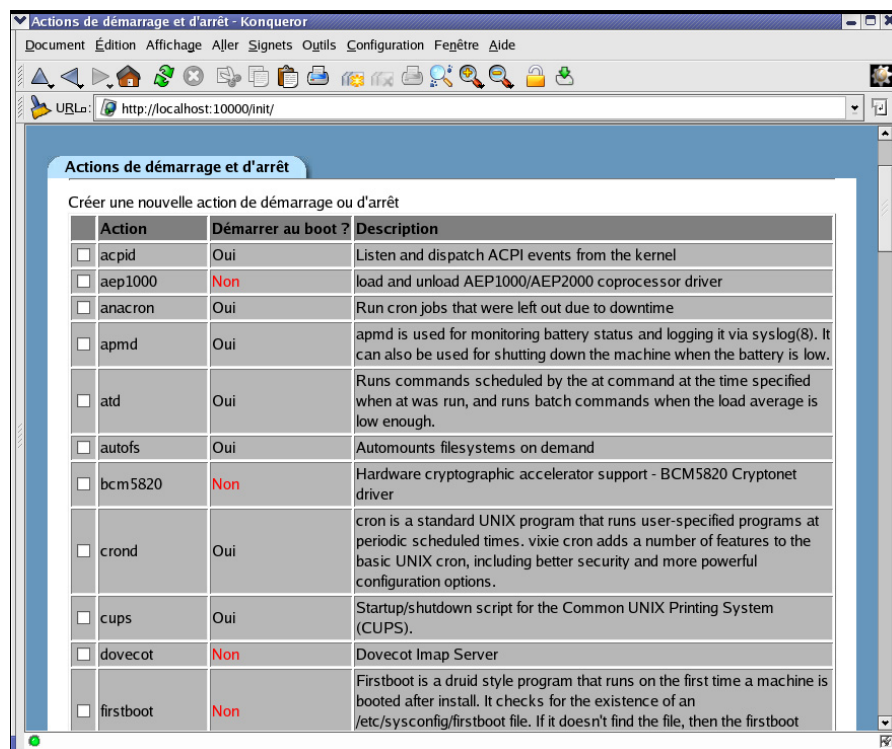 Actions de démarrage et d'arrêt - Konqueror
Document Édition Affichage Aller Signets Outils Configuration Fenêtre Aide
URL: http://localhost:10000/init/
Actions de démarrage et d'arrêt
Créer une nouvelle action de démarrage ou d'arrêt
Action Démarrer au boot ? Description
acpid Oui Listen and dispatch ACPI events from the kernel
aep1000 Non load and unload AEP1000/AEP2000 coprocessor driver
anacron Oui Run cron jobs that were left out due to downtime
apmd Oui apmd is used for monitoring battery status and logging it via syslog(8). It
can also be used for shutting down the machine when the battery is low.
atd Oui Runs commands scheduled by the at command at the time specified
when at was run, and runs batch commands when the load average is
low enough.
autofs Oui Automounts filesystems on demand
bcm5820 Non Hardware cryptographic accelerator support - BCM5820 Cryptonet
driver
crond Oui cron is a standard UNIX program that runs user-specified programs at
periodic scheduled times. vixie cron adds a number of features to the
basic UNIX cron, including better security and more powerful
configuration options.
cups Oui Startup/shutdown script for the Common UNIX Printing System
(CUPS).
dovecot Non Dovecot Imap Server
firstboot Non Firstboot is a druid style program that runs on the first time a machine is
booted after install. It checks for the existence of an
/etc/sysconfig/firstboot file. If it doesn't find the file, then the firstboot